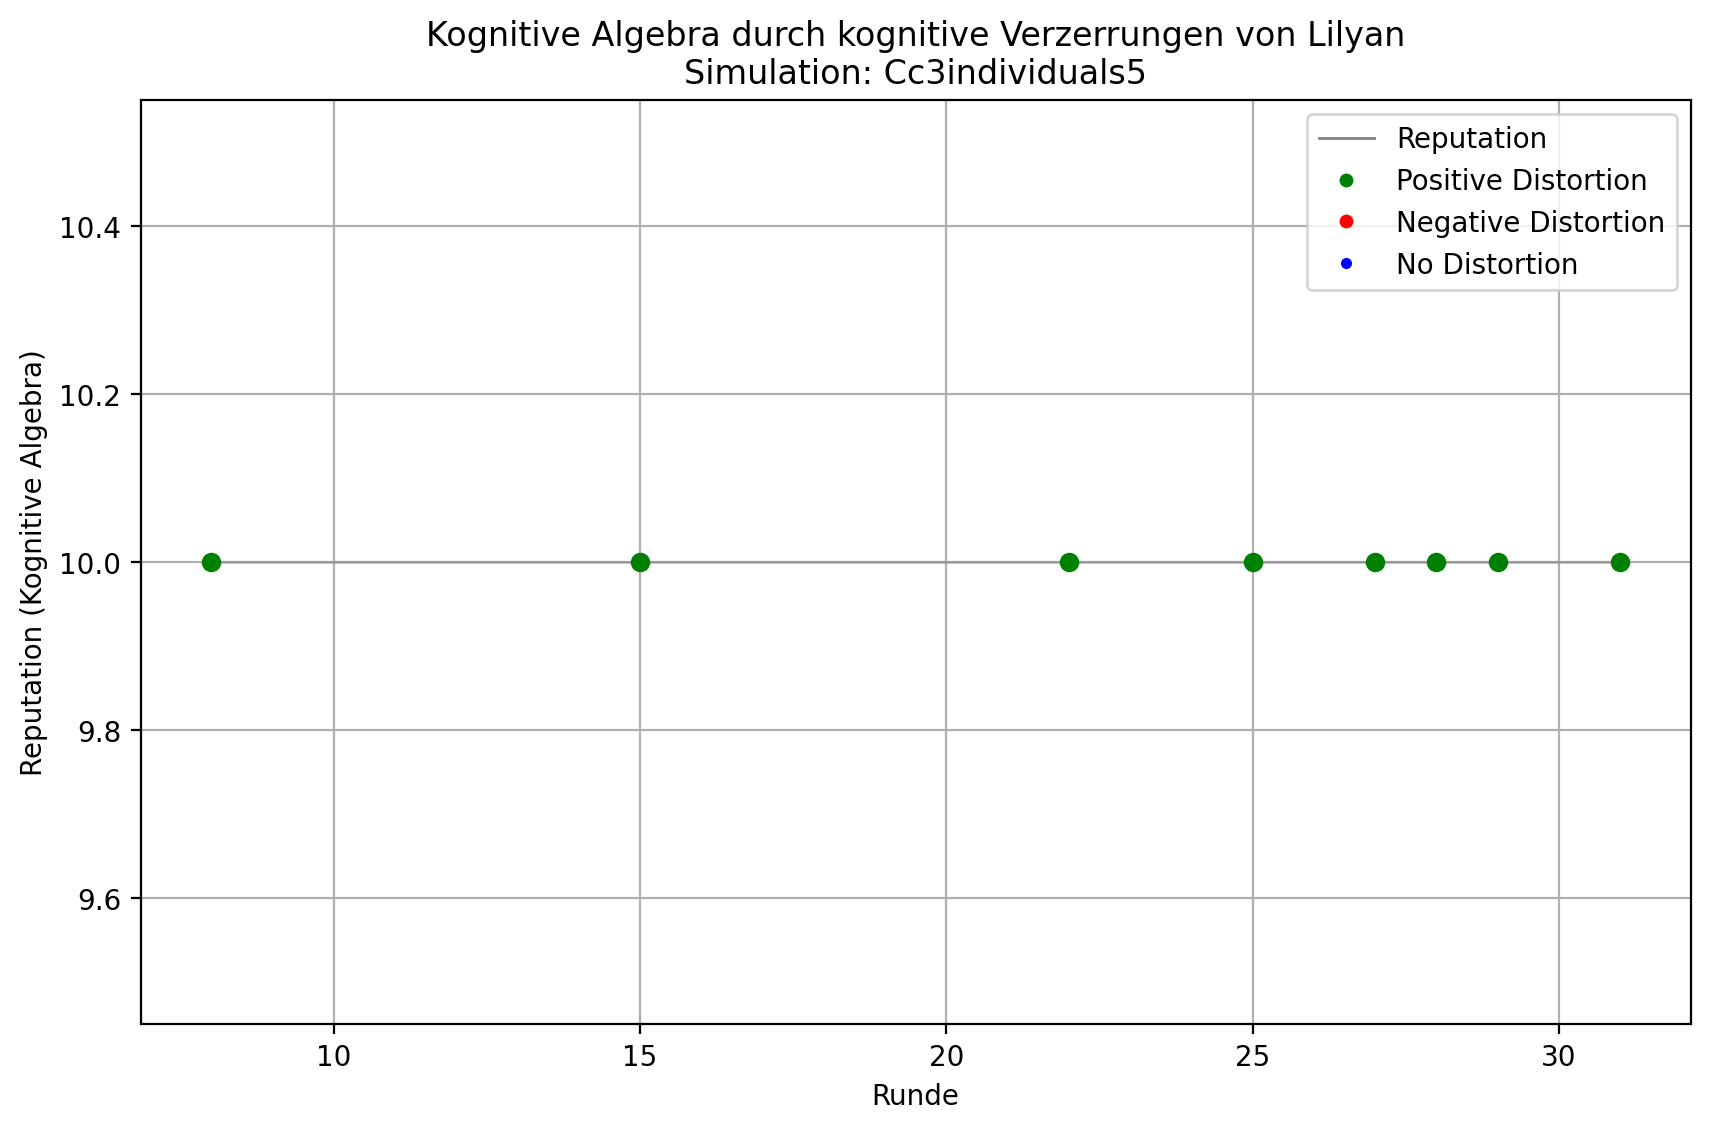 Kognitive Algebra durch kognitive Verzerrungen von Lilyan
Simulation: Cc3individuals5
Reputation
Positive Distortion
Negative Distortion
No Distortion
Reputation (Kognitive Algebra)
10.4
10.2
10.0
9.8
9.6
10
15
20
25
30
Runde